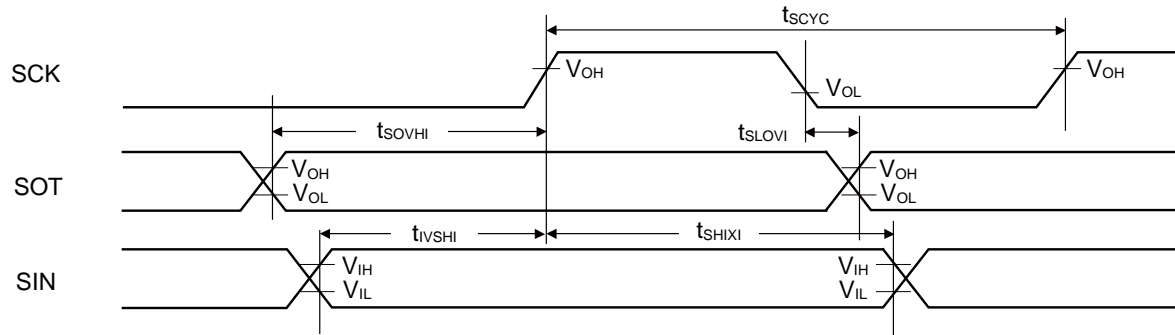 tSCYC
SCK
VOH
VOL
VOH
tSOVHI
tSLOVI
SOT
VOH
VOL
VOH
VOL
tIVSHI
tSHIXI
SIN
VIH
VIL
VIH
VIL